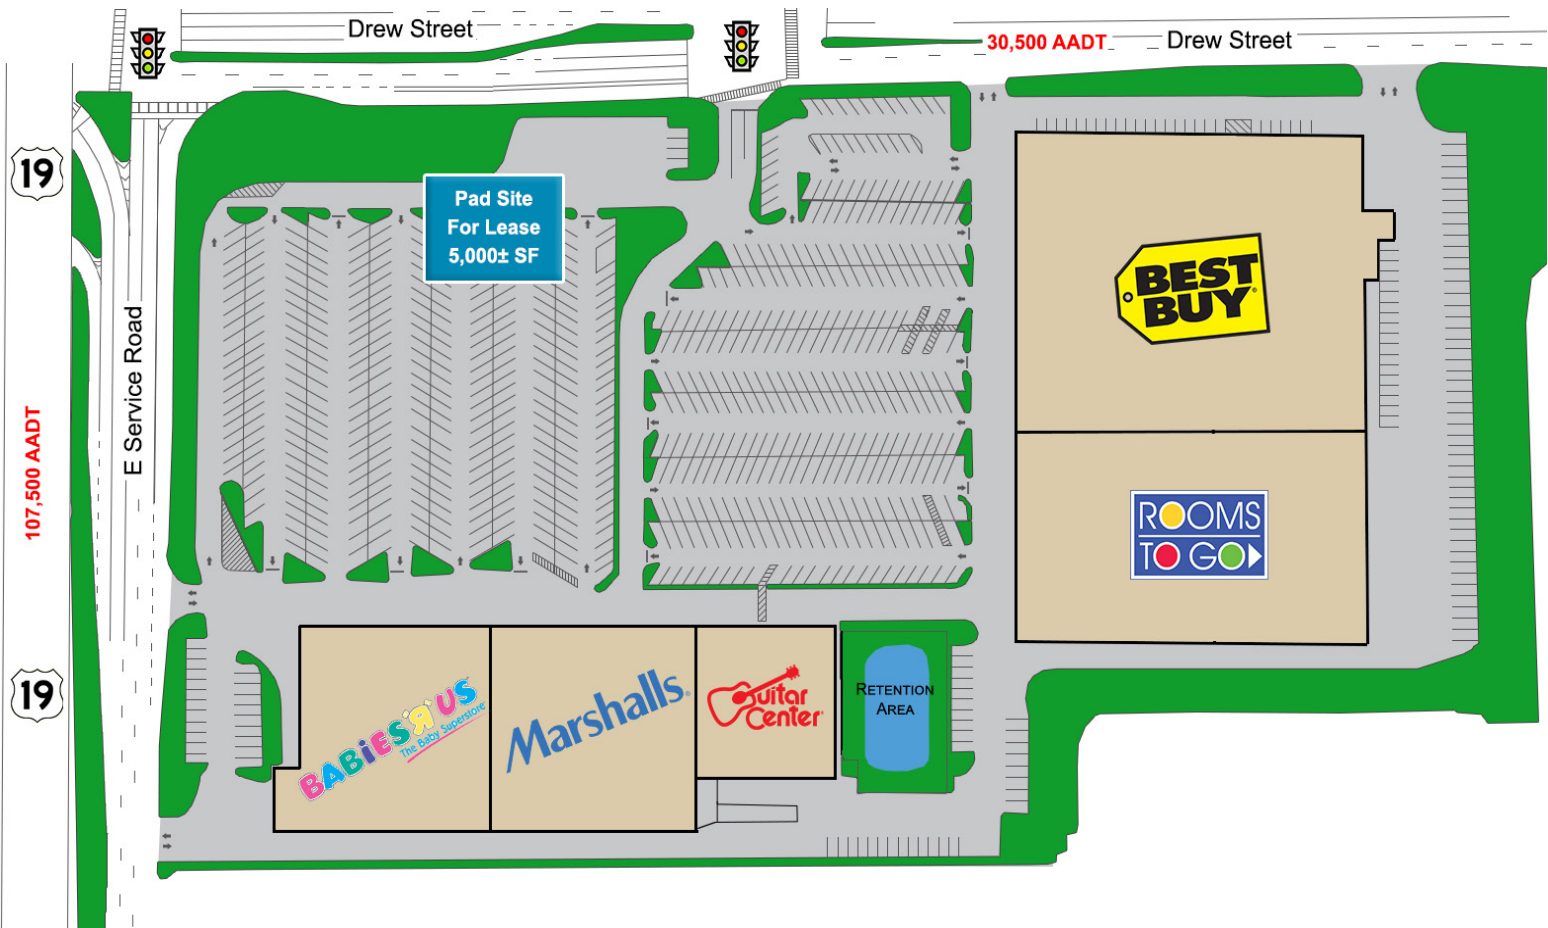 Drew Street
30,500 AADT
Drew Street
19
Pad Site
For Lease
5,000± SF
BEST
BUY
E Service Road
107,500 AADT
ROOMS
TO GO
19
BABIES"R"US
The Baby Superstore
Marshalls
Guitar
Center
RETENTION
AREA